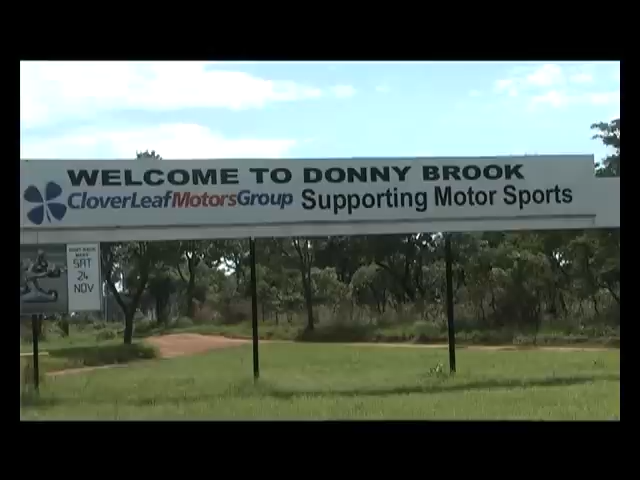 WELCOME TO DONNY BROOK
CloverLeafMotorsGroup Supporting Motor Sports
SAT
24
NOV